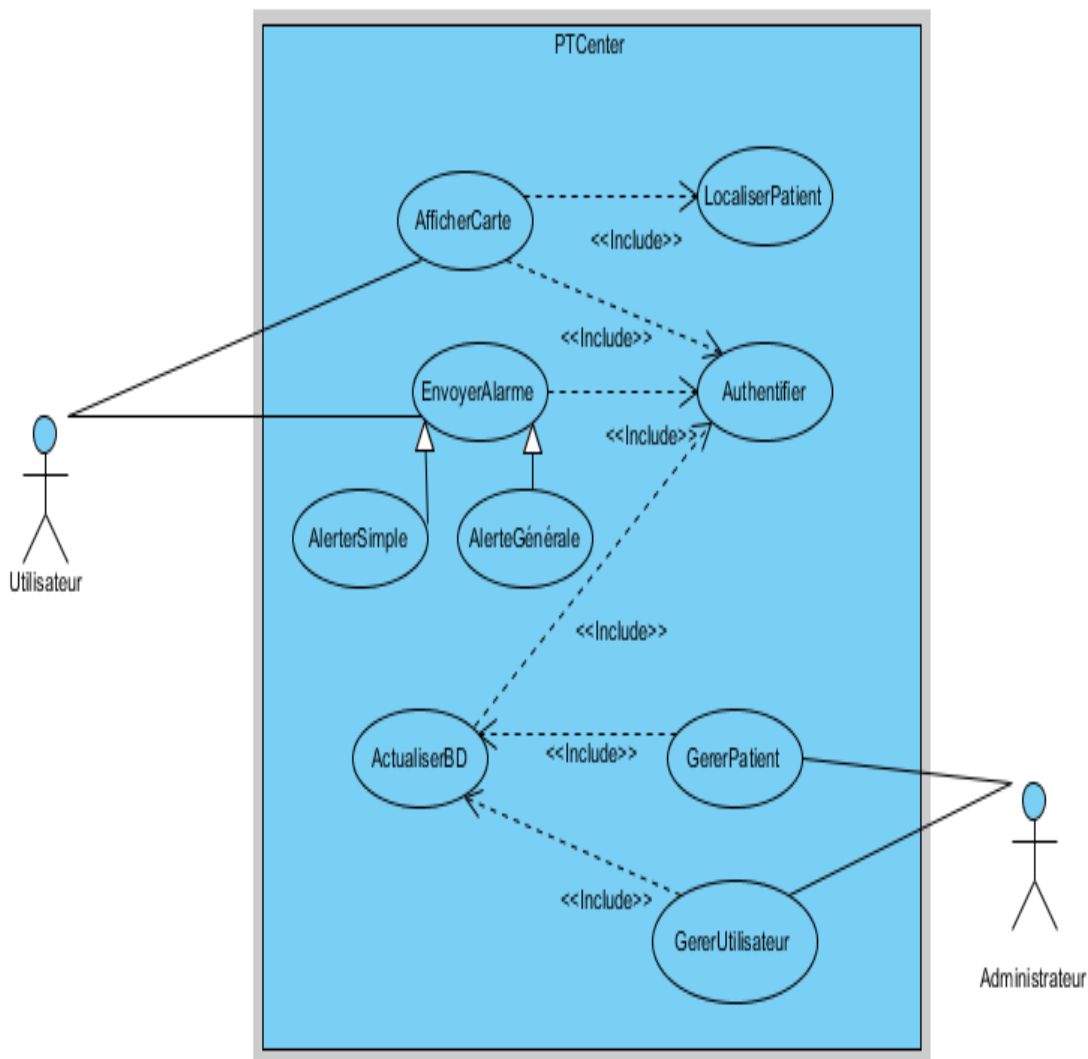 PTCenter
LocaliserPatient
AfficherCarte
<<Include>>
<<Include>>
EnvoyerAlarme
Authentifier
<<Include>>
AlerterSimple
AlerteGénérale
Utilisateur
<<Include>>
ActualiserBD
<<Include>>
GererPatient
<<Include>>
GererUtilisateur
Administrateur